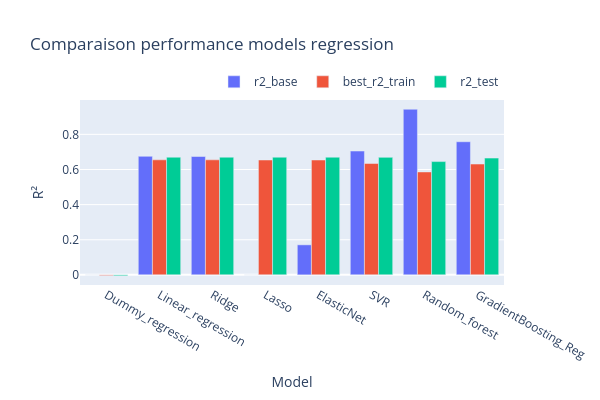 Comparaison performance models regression
r2_base best_r2_train r2_test
R²
0.8
0.6
0.4
0.2
0
Dummy_regression
Linear_regression
Ridge
Lasso
ElasticNet
SVR
Random_forest
GradientBoosting_Reg
Model